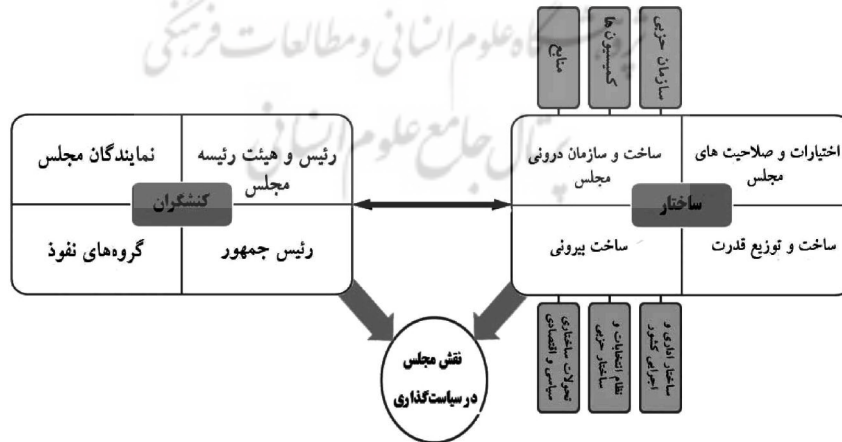 پژوهشگاه علوم انسانی و مطالعات فرهنگی
پرتال جامع علوم انسانی
سازمان حزبی
کمیسیون ها
منابع
اختیارات و صلاحیت های
مجلس
ساخت و سازمان درونی
مجلس
ساختار
ساخت و توزیع قدرت
ساخت بیرونی
ساختار اداری و
اجرایی کشور
نظام انتخابات و
ساختار حزبی
تحولات ساختاری
سیاسی و اقتصادی
رئیس و هیئت رئیسه
مجلس
نمایندگان مجلس
کنشگران
رئیس جمهور
گروه‌های نفوذ
نقش مجلس
در سیاست‌گذاری